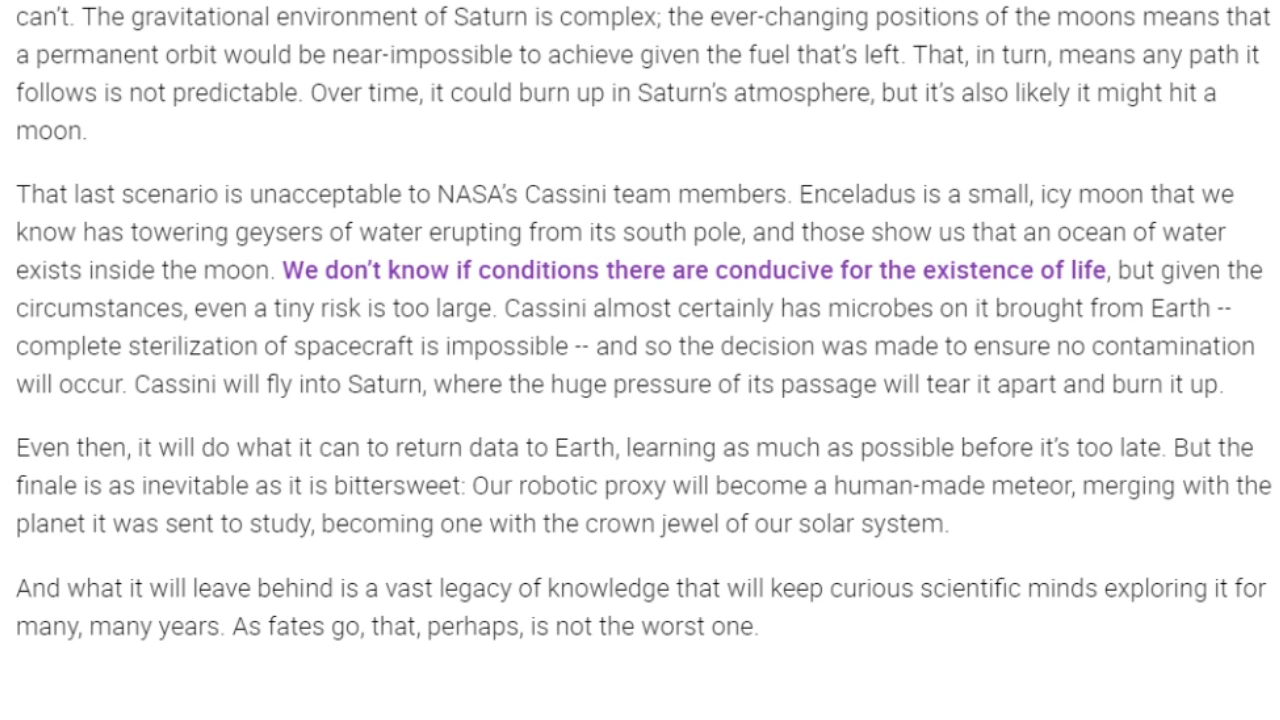 can't. The gravitational environment of Saturn is complex; the ever-changing positions of the moons means that
a permanent orbit would be near-impossible to achieve given the fuel that's left. That, in turn, means any path it
follows is not predictable. Over time, it could burn up in Saturn's atmosphere, but it's also likely it might hit a
moon.
That last scenario is unacceptable to NASA's Cassini team members. Enceladus is a small, icy moon that we
know has towering geysers of water erupting from its south pole, and those show us that an ocean of water
exists inside the moon. We don't know if conditions there are conducive for the existence of life, but given the
circumstances, even a tiny risk is too large. Cassini almost certainly has microbes on it brought from Earth --
complete sterilization of spacecraft is impossible -- and so the decision was made to ensure no contamination
will occur. Cassini will fly into Saturn, where the huge pressure of its passage will tear it apart and burn it up.
Even then, it will do what it can to return data to Earth, learning as much as possible before it's too late. But the
finale is as inevitable as it is bittersweet: Our robotic proxy will become a human-made meteor, merging with the
planet it was sent to study, becoming one with the crown jewel of our solar system.
And what it will leave behind is a vast legacy of knowledge that will keep curious scientific minds exploring it for
many, many years. As fates go, that, perhaps, is not the worst one.